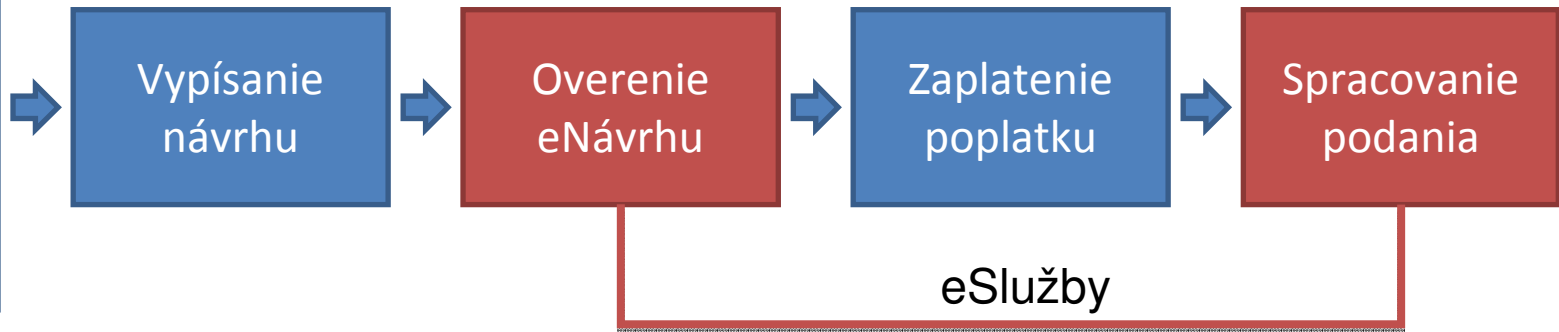 Vypísanie
návrhu
Overenie
eNávrhu
Zaplatenie
poplatku
Spracovanie
podania
eSlužby